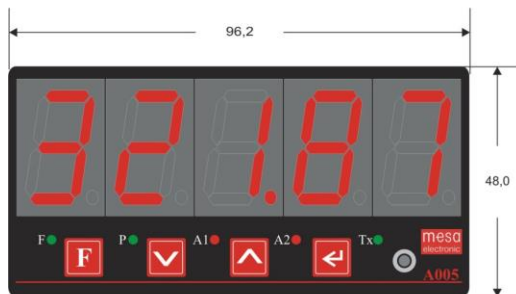 96,2
321.87
48,0
F P A1 A2 Tx
F
mesa
electronic
A005